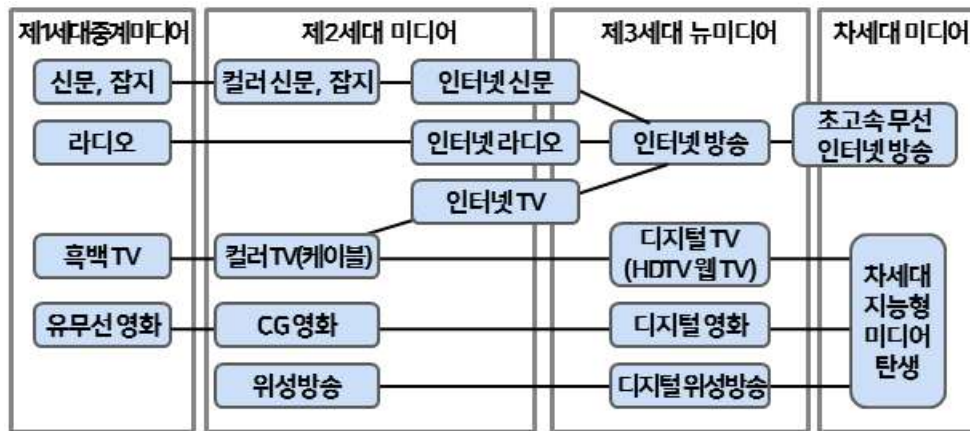 제1세대중계미디어
제2세대 미디어
제3세대 뉴미디어
차세대 미디어
신문, 잡지
컬러 신문, 잡지
인터넷 신문
라디오
인터넷 라디오
인터넷 방송
초고속 무선
인터넷 방송
인터넷 TV
흑백 TV
컬러TV(케이블)
디지털 TV
(HDTV 웹 TV)
차세대
지능형
미디어
탄생
유무선 영화
CG 영화
디지털 영화
위성방송
디지털 위성방송